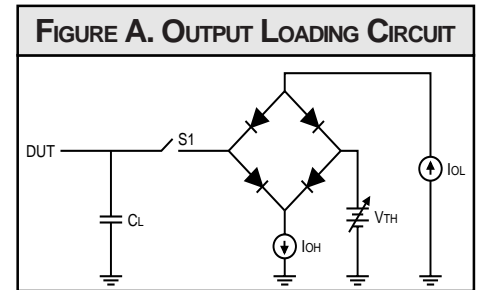 FIGURE A. OUTPUT LOADING CIRCUIT
S1
DUT
IOL
CL
VTH
IOH